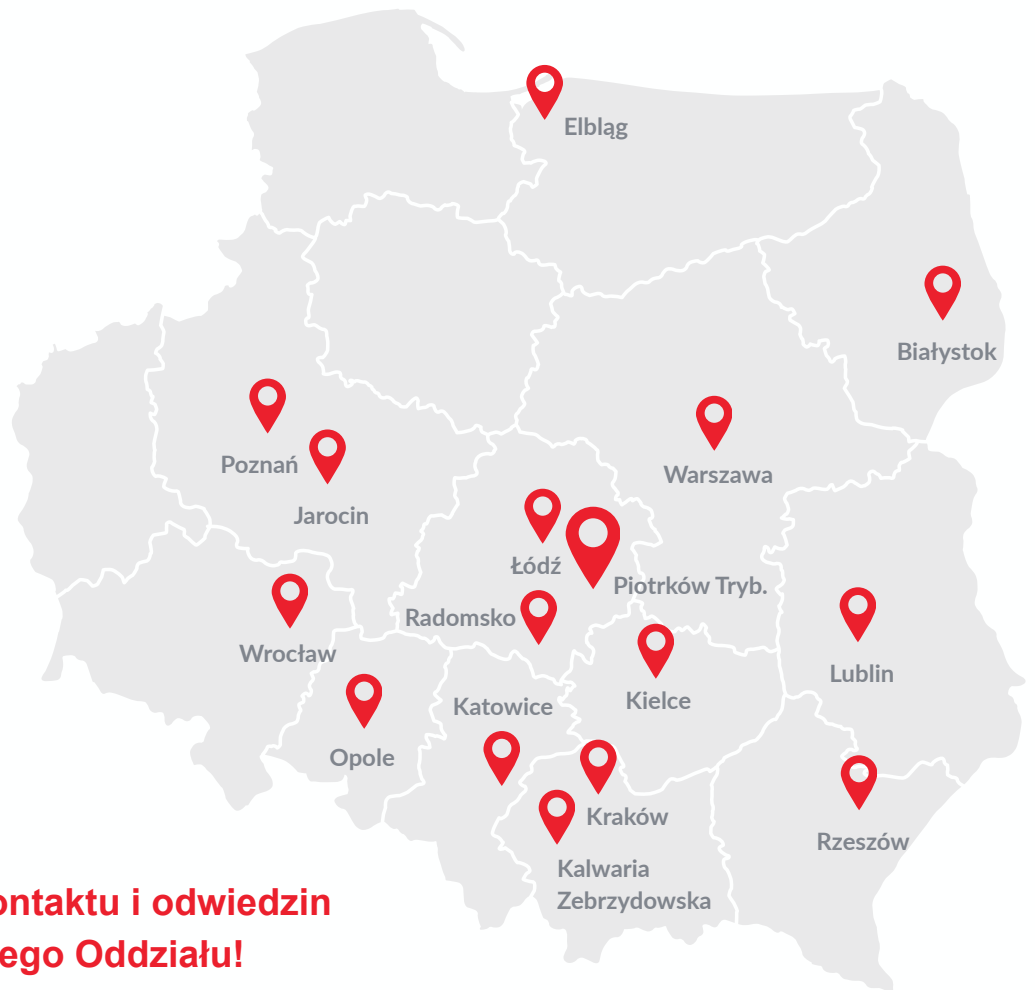 Elbląg
Białystok
Poznań
Jarocin
Warszawa
Łódź
Piotrków Tryb.
Radomsko
Wrocław
Lublin
Kielce
Katowice
Opole
Kraków
Rzeszów
Kalwaria
Zebrzydowska
ontaktu i odwiedzin
ego Oddziału!